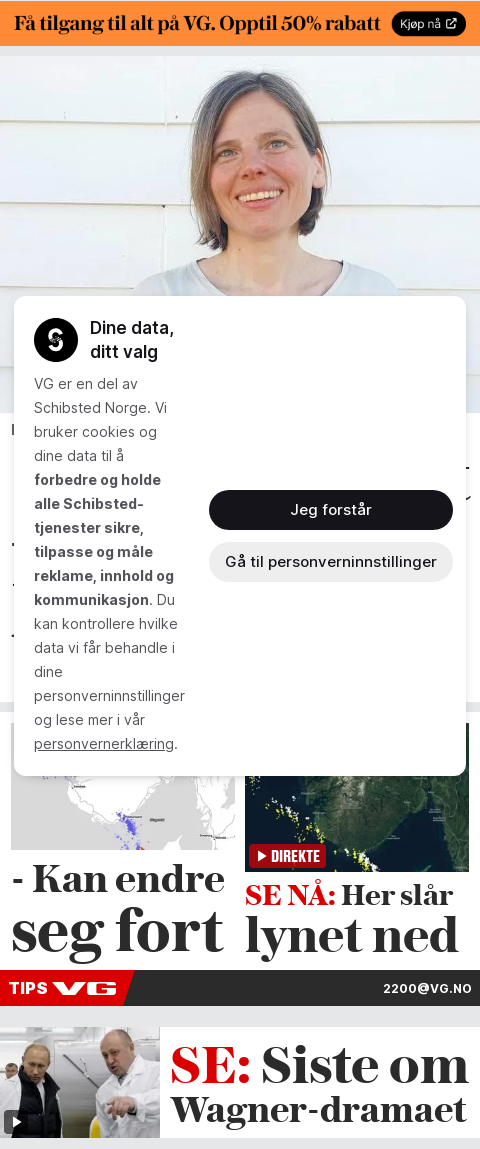 Få tilgang til alt på VG. Opptil 50% rabatt
Kjøp nå
Dine data,
ditt valg
VG er en del av
Schibsted Norge. Vi
bruker cookies og
dine data til å
forbedre og holde
alle Schibsted-
tjenester sikre,
tilpasse og måle
reklame, innhold og
kommunikasjon. Du
kan kontrollere hvilke
data vi får behandle i
dine
personverninnstillinger
og lese mer i vår
personvernerklæring.
Jeg forstår
Gå til personverninnstillinger
DIREKTE
- Kan endre
seg fort
SE NÅ: Her slår
lynet ned
TIPS VG
2200@VG.NO
SE: Siste om
Wagner-dramaet